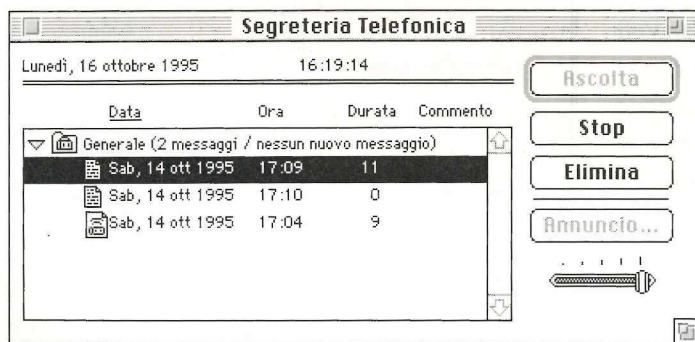 Segreteria Telefonica
Lunedì, 16 ottobre 1995 16:19:14
Data Ora Durata Commento
Generale (2 messaggi / nessun nuovo messaggio)
Sab, 14 ott 1995 17:09 11
Sab, 14 ott 1995 17:10 0
Sab, 14 ott 1995 17:04 9
Ascolta
Stop
Elimina
Annuncio...